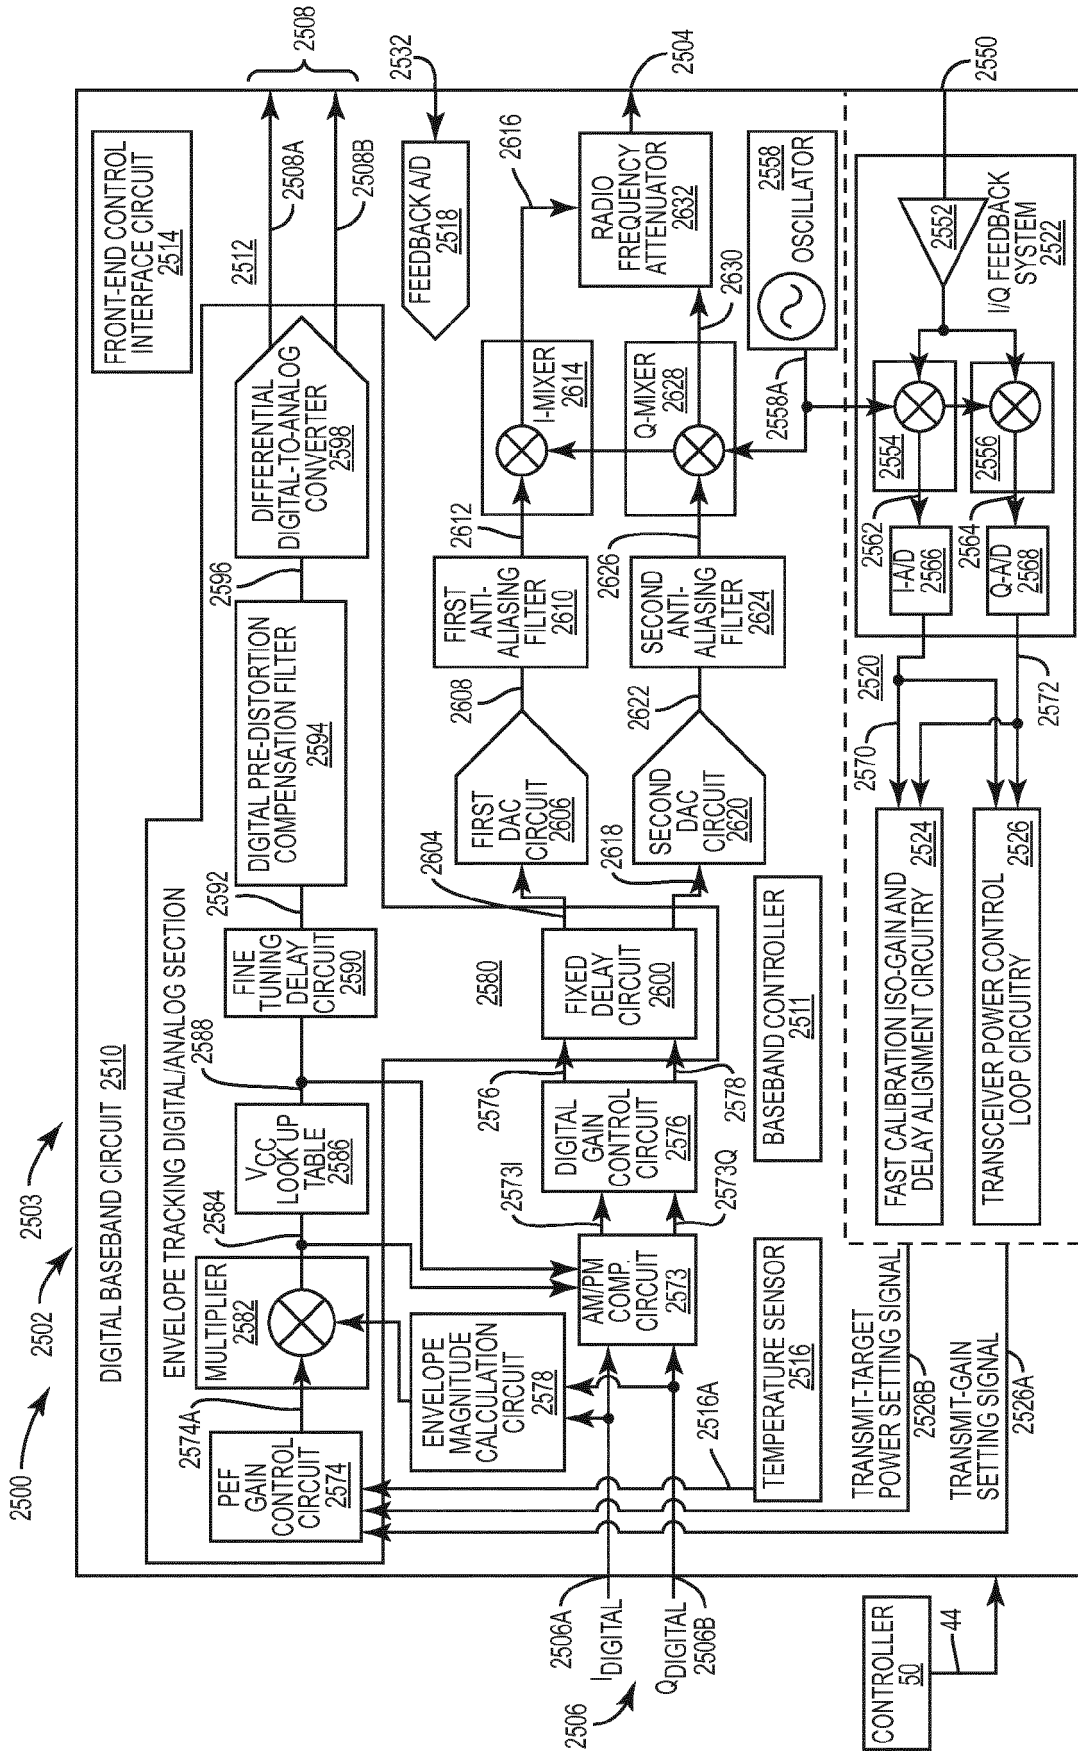 2500
2502
2503
DIGITAL BASEBAND CIRCUIT 2510
ENVELOPE TRACKING DIGITAL/ANALOG SECTION
PEF
GAIN
CONTROL
CIRCUIT
2574
2574A
MULTIPLIER
2582
2584
VCC
LOOKUP
TABLE
2586
2588
FINE
TUNING
DELAY
CIRCUIT
2590
2592
DIGITAL PRE-DISTORTION
COMPENSATION FILTER
2594
2596
DIFFERENTIAL
DIGITAL-TO-ANALOG
CONVERTER
2598
2512
2508A
2508B
2508
FRONT-END CONTROL
INTERFACE CIRCUIT
2514
FEEDBACK A/D
2518
2532
ENVELOPE
MAGNITUDE
CALCULATION
CIRCUIT
2578
AM/PM
COMP.
CIRCUIT
2573
2573I
2573Q
DIGITAL
GAIN
CONTROL
CIRCUIT
2576
2576
2578
2580
FIXED
DELAY
CIRCUIT
2600
2604
2618
FIRST
DAC
CIRCUIT
2606
2608
FIRST
ANTI-
ALIASING
FILTER
2610
2612
I-MIXER
2614
2616
SECOND
DAC
CIRCUIT
2620
2622
SECOND
ANTI-
ALIASING
FILTER
2624
2626
Q-MIXER
2628
2630
RADIO
FREQUENCY
ATTENUATOR
2632
2504
2558
OSCILLATOR
2558A
2506
2506A
IDIGITAL
QDIGITAL
2506B
2516A
TEMPERATURE SENSOR
2516
BASEBAND CONTROLLER
2511
TRANSMIT-TARGET
POWER SETTING SIGNAL
2526B
TRANSMIT-GAIN
SETTING SIGNAL
2526A
FAST CALIBRATION ISO-GAIN AND
DELAY ALIGNMENT CIRCUITRY
2524
TRANSCEIVER POWER CONTROL
LOOP CIRCUITRY
2526
2520
2570
2572
I-A/D
2566
Q-A/D
2568
2562
2564
2554
2556
2552
I/Q FEEDBACK
SYSTEM
2522
2550
CONTROLLER
50
44